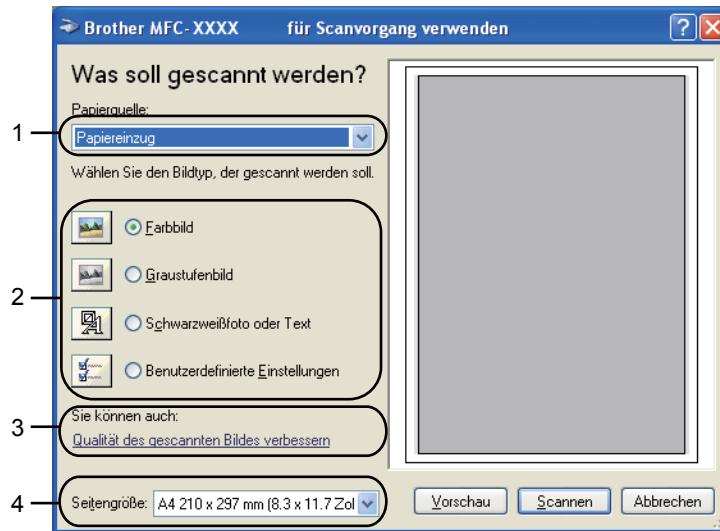 Brother MFC-XXXX für Scanvorgang verwenden
Was soll gescannt werden?
Papierquelle:
1
Papiereinzug
Wählen Sie den Bildtyp, der gescannt werden soll.
Farbbild
Graustufenbild
2
Schwarzweißfoto oder Text
Benutzerdefinierte Einstellungen
Sie können auch:
3
Qualität des gescannten Bildes verbessern
4
Seitengröße: A4 210 x 297 mm (8.3 x 11.7 Zol
Vorschau Scannen Abbrechen